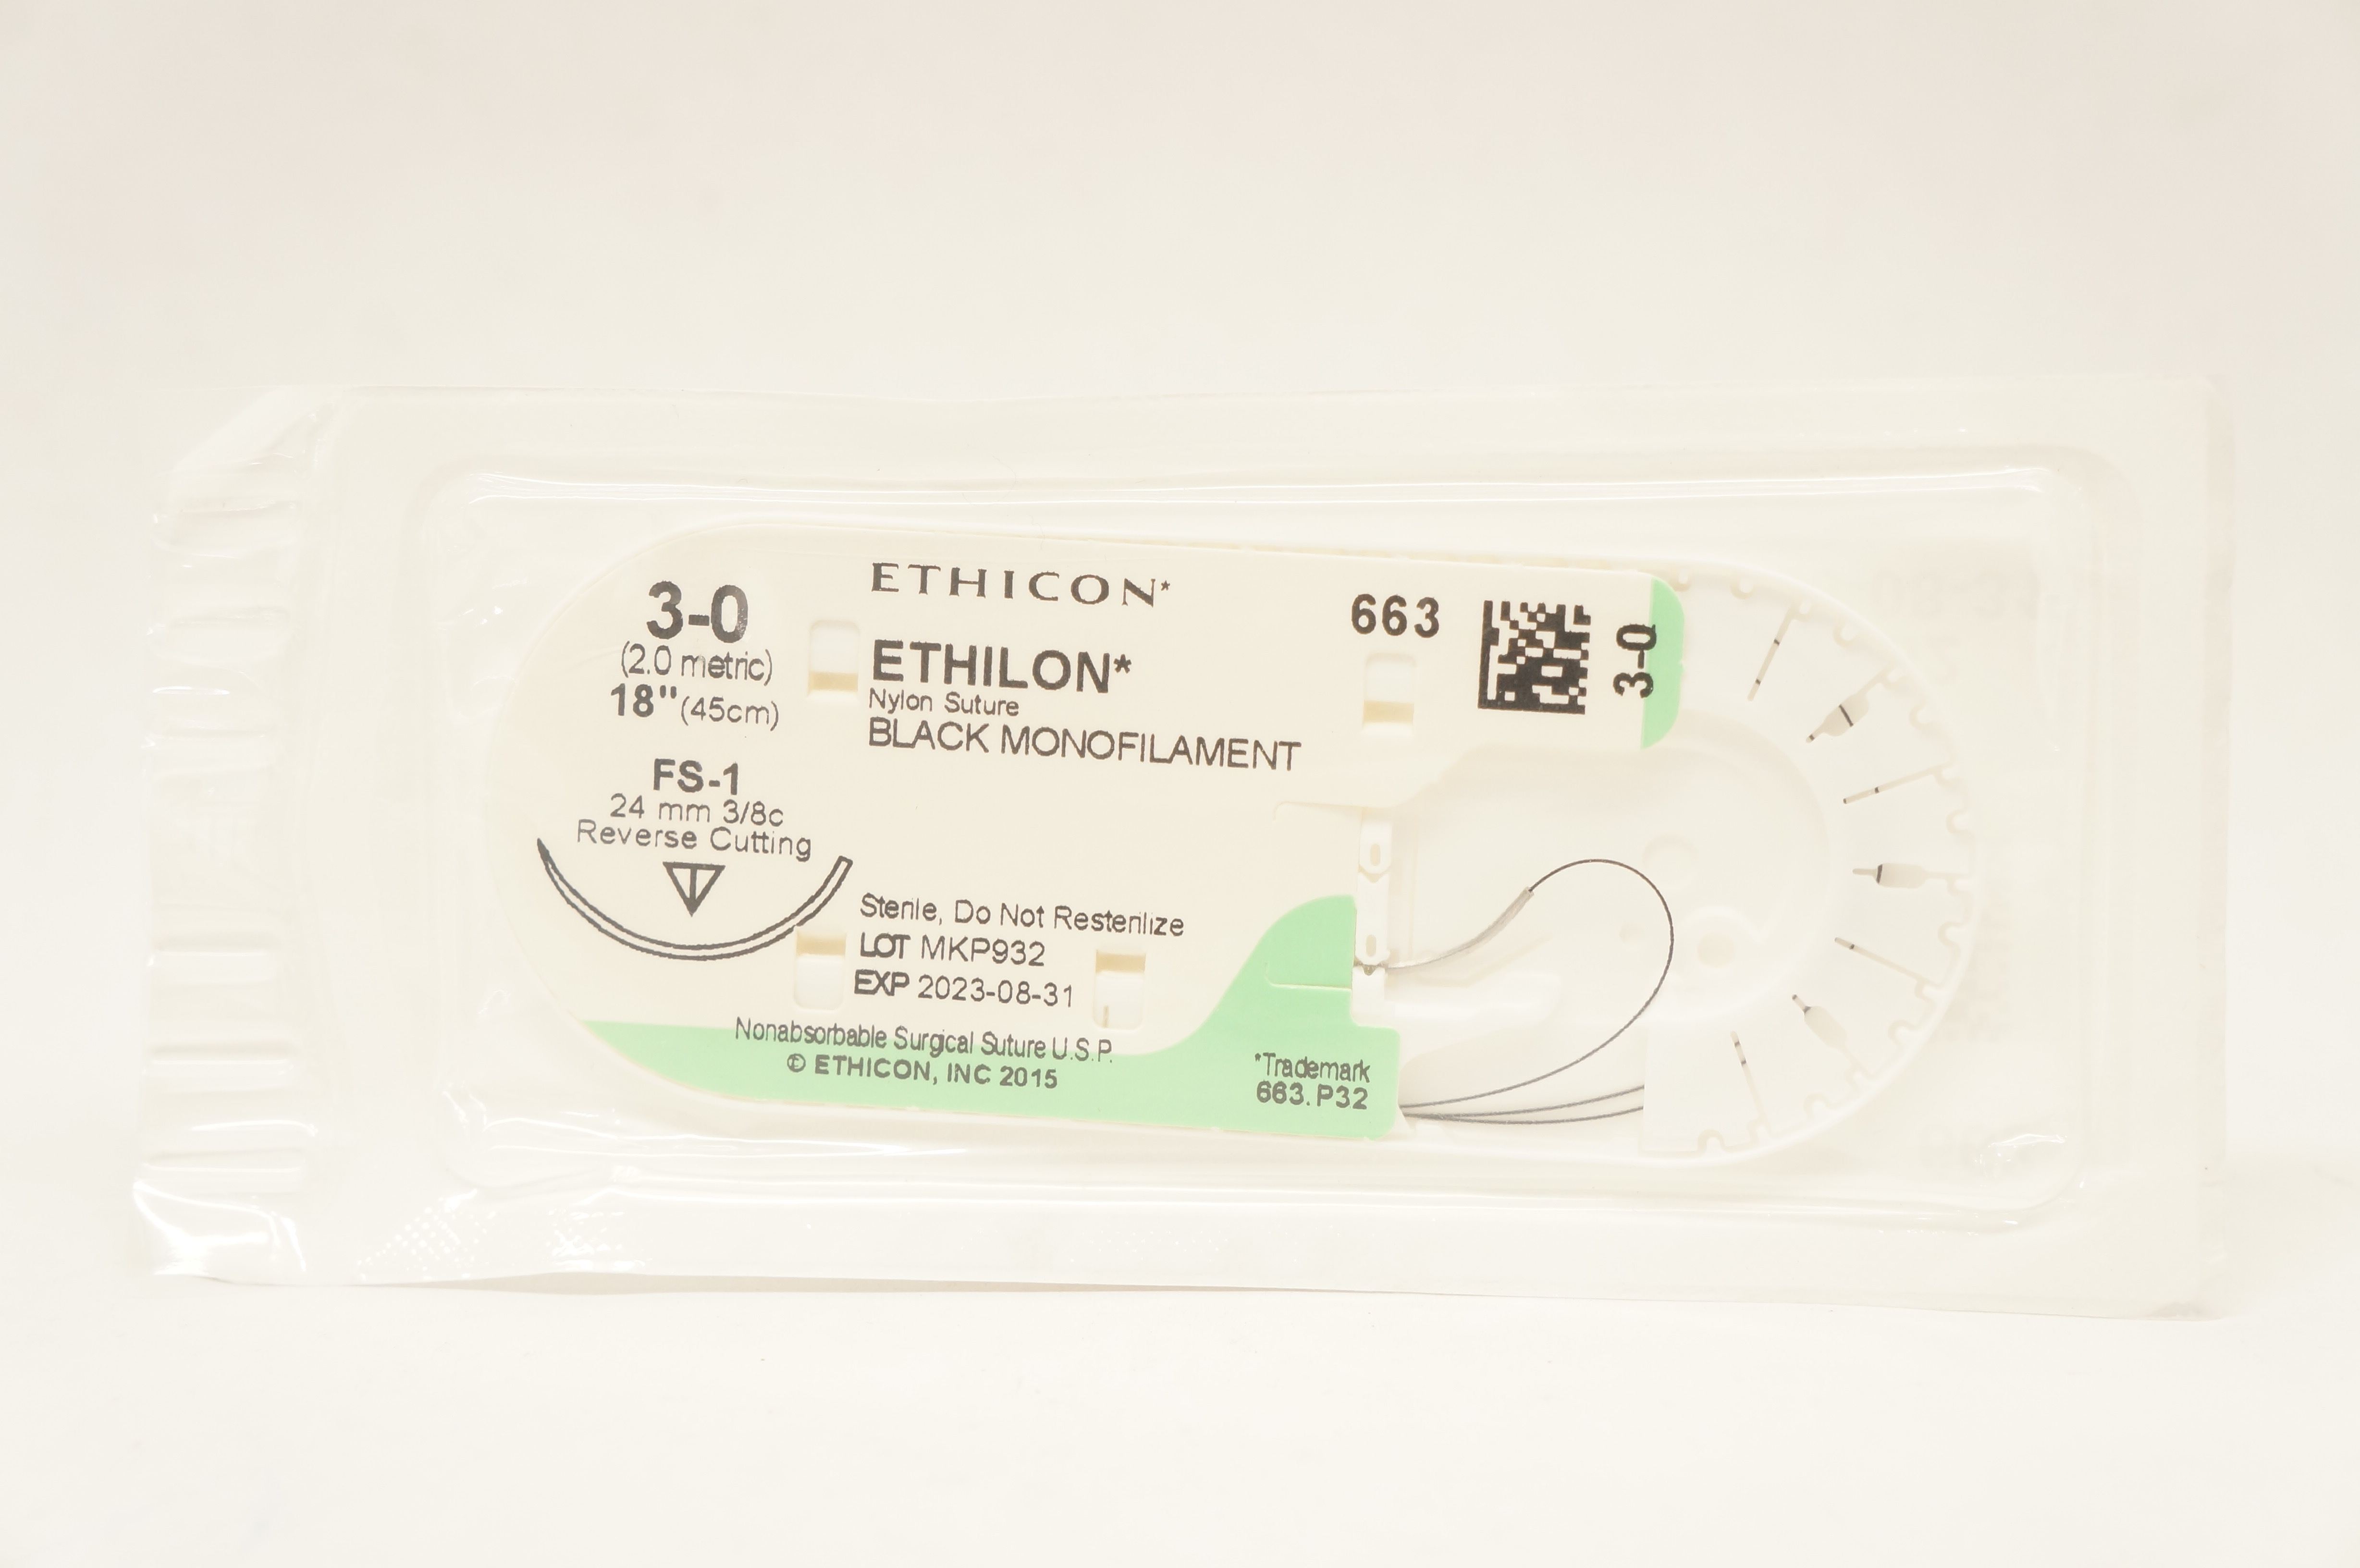 3-0
(2.0 metric)
18" (45cm)
FS-1
24 mm 3/8c
Reverse Cutting
ETHICON*
ETHILON*
Nylon Suture
BLACK MONOFILAMENT
663
3-0
Sterile, Do Not Resterilize
LOT MKP932
EXP 2023-08-31
Nonabsorbable Surgical Suture U.S.P.
© ETHICON, INC 2015
*Trademark
663.P32